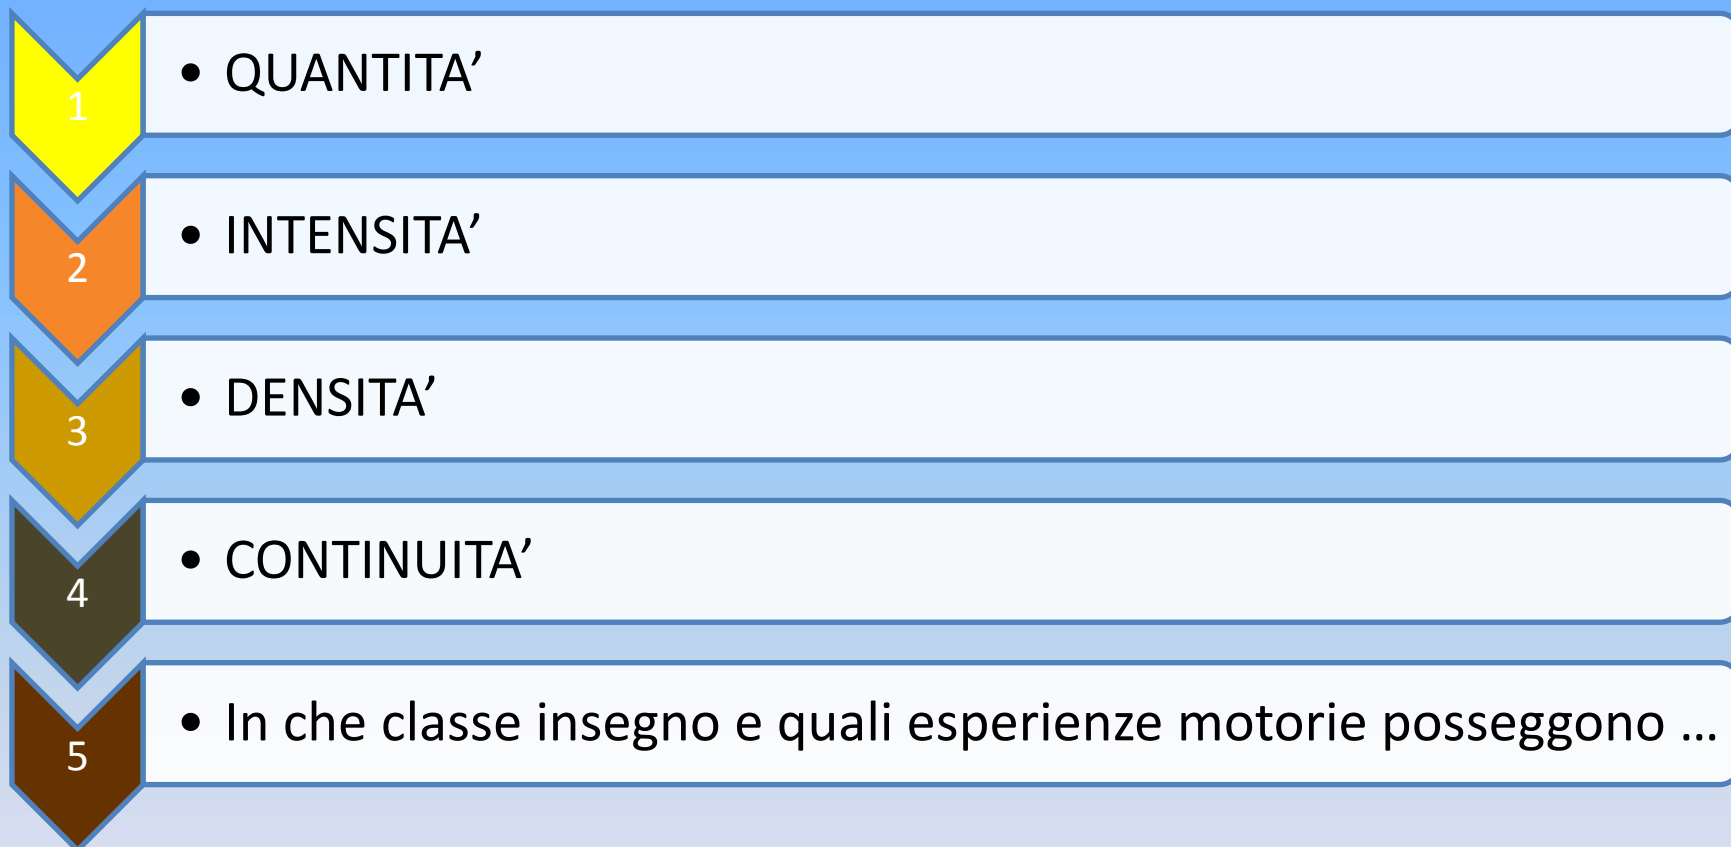 1
• QUANTITA’
2
• INTENSITA’
3
• DENSITA’
4
• CONTINUITA’
5
• In che classe insegno e quali esperienze motorie posseggono ...